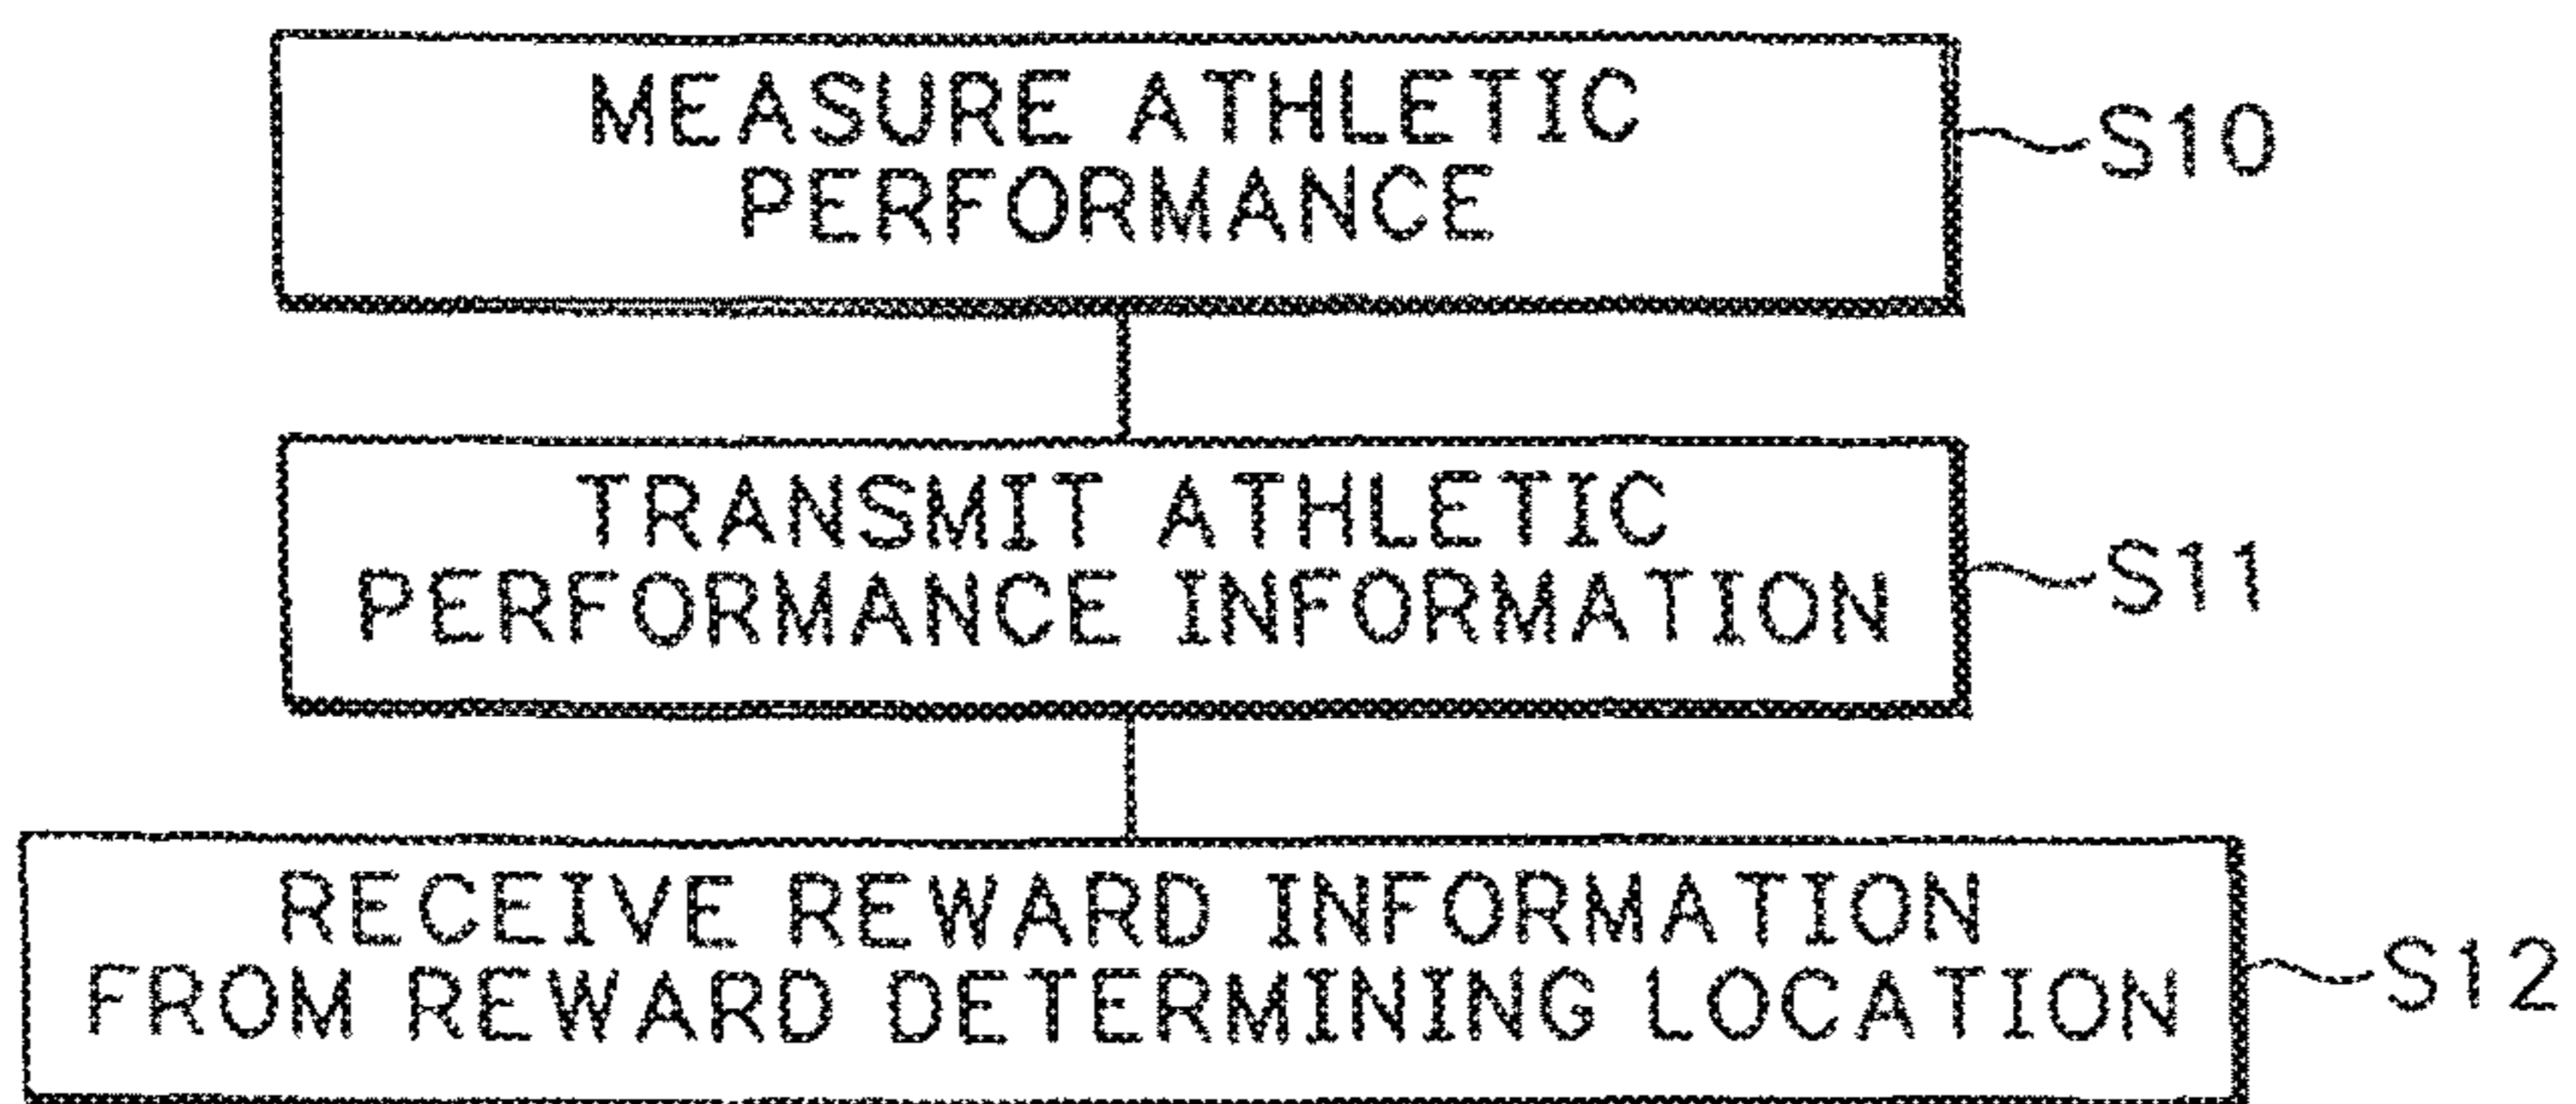 MEASURE ATHLETIC
PERFORMANCE
S10
TRANSMIT ATHLETIC
PERFORMANCE INFORMATION
S11
RECEIVE REWARD INFORMATION
FROM REWARD DETERMINING LOCATION
S12